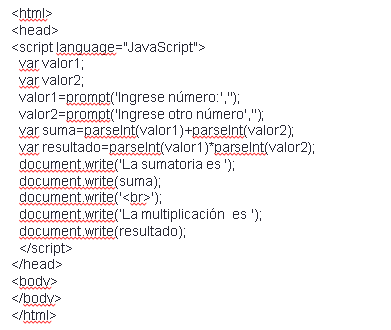 <html>
<head>
<script language="JavaScript">
var valor1;
var valor2;
valor1=prompt('Ingrese número:','');
valor2=prompt('Ingrese otro número','');
var suma=parseInt(valor1)+parseInt(valor2);
var resultado=parseInt(valor1)*parseInt(valor2);
document.write('La sumatoria es ');
document.write(suma);
document.write('<br>');
document.write('La multiplicación  es ');
document.write(resultado);
</script>
</head>
<body>
</body>
</html>